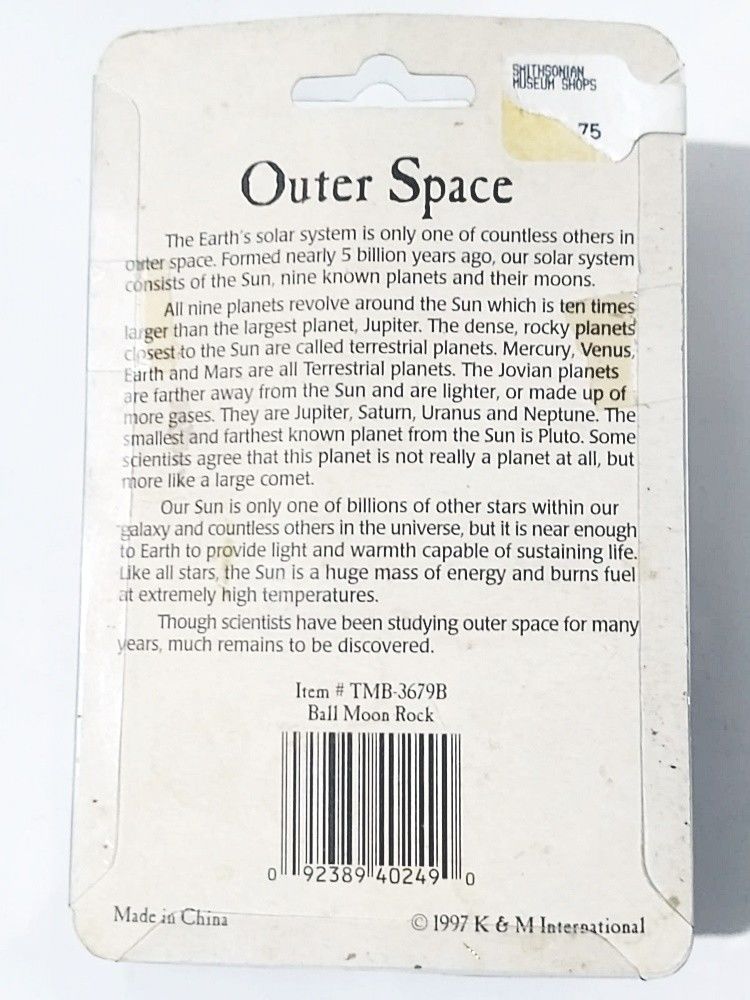 SMITHSONIAN
MUSEUM SHOPS
75
Outer Space
The Earth's solar system is only one of countless others in
outer space. Formed nearly 5 billion years ago, our solar system
consists of the Sun, nine known planets and their moons.
All nine planets revolve around the Sun which is ten times
larger than the largest planet, Jupiter. The dense, rocky planets
closest to the Sun are called terrestrial planets. Mercury, Venus,
Earth and Mars are all Terrestrial planets. The Jovian planets
are farther away from the Sun and are lighter, or made up of
more gases. They are Jupiter, Saturn, Uranus and Neptune. The
smallest and farthest known planet from the Sun is Pluto. Some
scientists agree that this planet is not really a planet at all, but
more like a large comet.
Our Sun is only one of billions of other stars within our
galaxy and countless others in the universe, but it is near enough
to Earth to provide light and warmth capable of sustaining life.
Like all stars, the Sun is a huge mass of energy and burns fuel
at extremely high temperatures.
Though scientists have been studying outer space for many
years, much remains to be discovered.
Item # TMB-3679B
Ball Moon Rock
0 92389 40249 0
Made in China
© 1997 K & M International